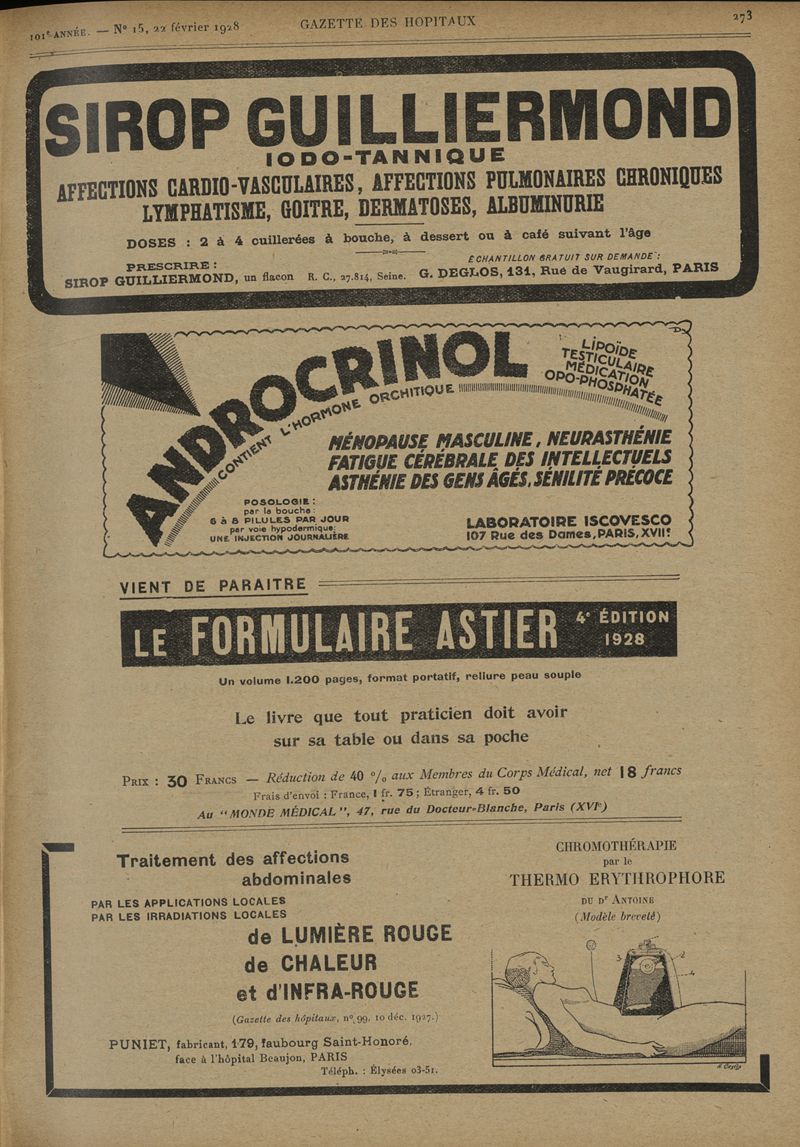 101e ANNÉE. — No 15, 22 février 1928
GAZETTE DES HOPITAUX
273
SIROP GUILLIERMOND
IODO-TANNIQUE
AFFECTIONS CARDIO-VASCULAIRES, AFFECTIONS PULMONAIRES CHRONIQUES
LYMPHATISME, GOITRE, DERMATOSES, ALBUMINURIE
DOSES : 2 à 4 cuillerées à bouche, à dessert ou à café suivant l'âge
PRESCRIRE :
SIROP GUILLIERMOND, un flacon R. C., 27.814, Seine.
ÉCHANTILLON GRATUIT SUR DEMANDE :
G. DEGLOS, 131, Rue de Vaugirard, PARIS
ANDROCRINOL
CONTIENT L'HORMONE ORCHITIQUE
LIPOÏDE
TESTICULAIRE
MÉDICATION
OPO-PHOSPHATÉE
MÉNOPAUSE MASCULINE, NEURASTHÉNIE
FATIGUE CÉRÉBRALE DES INTELLECTUELS
ASTHÉNIE DES GENS ÂGÉS, SÉNILITÉ PRÉCOCE
POSOLOGIE :
par la bouche :
6 à 8 PILULES PAR JOUR
par voie hypodermique:
UNE INJECTION JOURNALIÈRE
LABORATOIRE ISCOVESCO
107 Rue des Dames, PARIS, XVIIe
VIENT DE PARAITRE
LE FORMULAIRE ASTIER 4e ÉDITION
1928
Un volume 1.200 pages, format portatif, reliure peau souple
Le livre que tout praticien doit avoir
sur sa table ou dans sa poche
PRIX : 30 FRANCS — Réduction de 40 % aux Membres du Corps Médical, net 18 francs
Frais d'envoi : France, 1 fr. 75 ; Étranger, 4 fr. 50
Au "MONDE MÉDICAL", 47, rue du Docteur-Blanche, Paris (XVIe)
Traitement des affections
abdominales
PAR LES APPLICATIONS LOCALES
PAR LES IRRADIATIONS LOCALES
de LUMIÈRE ROUGE
de CHALEUR
et d'INFRA-ROUGE
(Gazette des hôpitaux, no 99, 10 déc. 1927.)
PUNIET, fabricant, 179, faubourg Saint-Honoré,
face à l'hôpital Beaujon, PARIS
Téléph. : Élysées 03-51.
CHROMOTHÉRAPIE
par le
THERMO ERYTHROPHORE
DU Dr ANTOINE
(Modèle breveté)
3
2
4